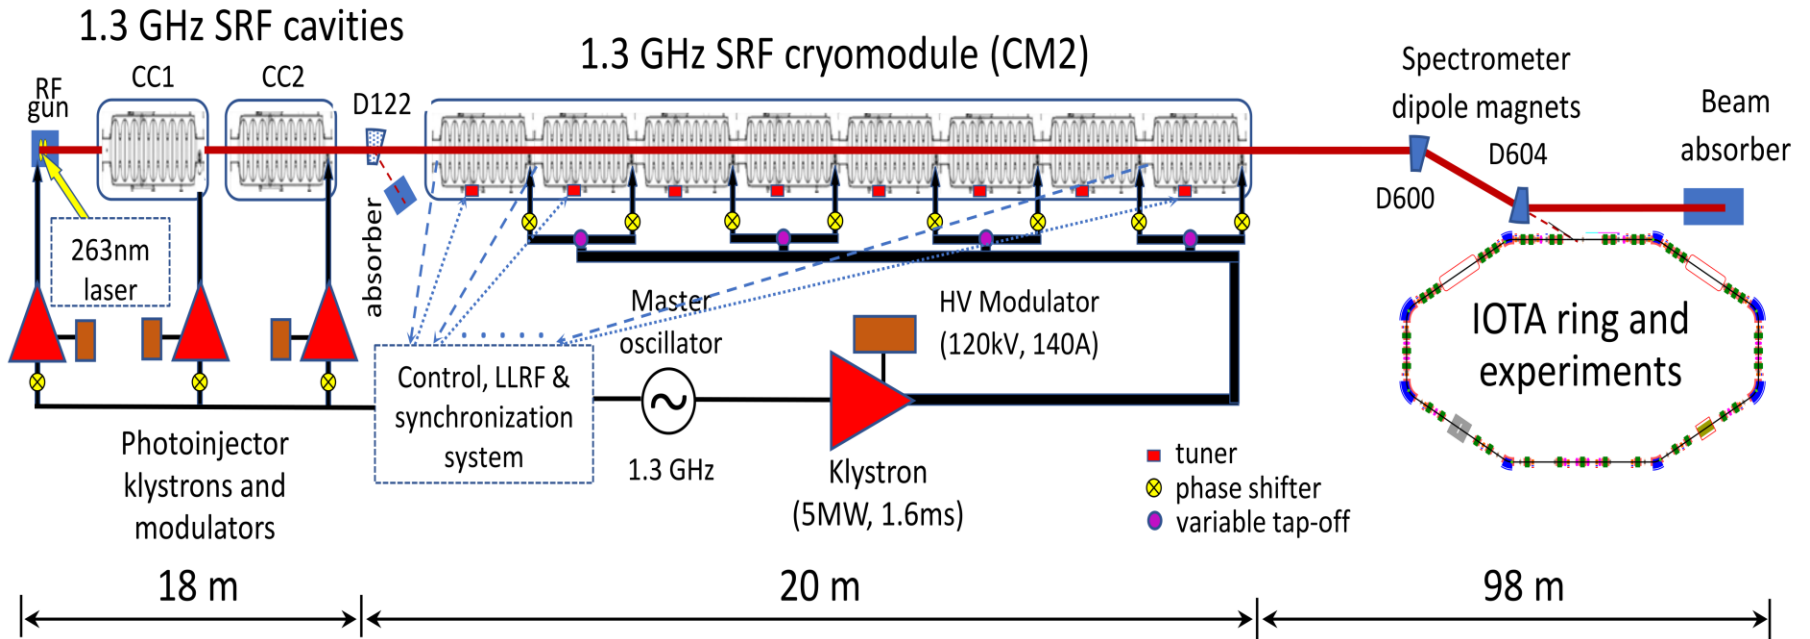 1.3 GHz SRF cavities
1.3 GHz SRF cryomodule (CM2)
RF
gun
CC1
CC2
D122
Spectrometer
dipole magnets
Beam
absorber
D604
D600
absorber
263nm
laser
Master
oscillator
HV Modulator
(120kV, 140A)
IOTA ring and
experiments
Control, LLRF &
synchronization
system
1.3 GHz
Klystron
(5MW, 1.6ms)
Photoinjector
klystrons and
modulators
tuner
phase shifter
variable tap-off
18 m
20 m
98 m